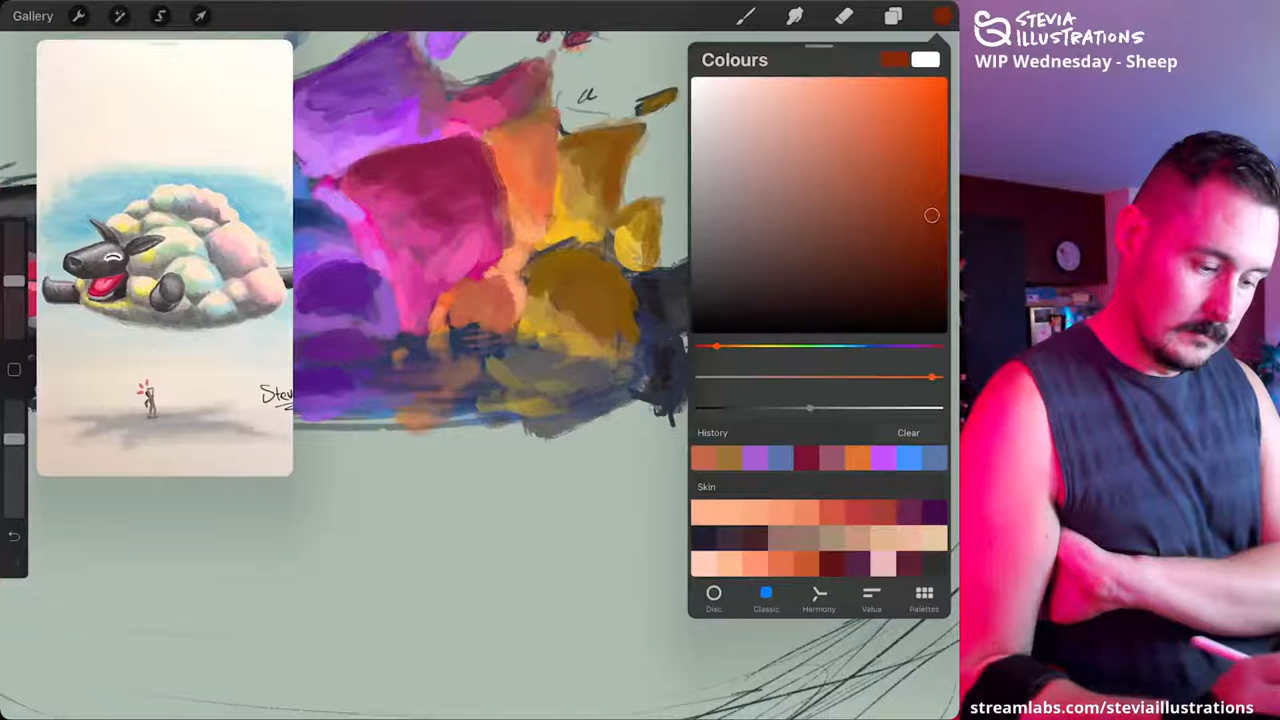 Gallery
Colours
STEVIA
ILLUSTRATIONS
WIP Wednesday - Sheep
History
Clear
Skin
Disc
Classic
Harmony
Value
Palettes
streamlabs.com/steviaillustrations